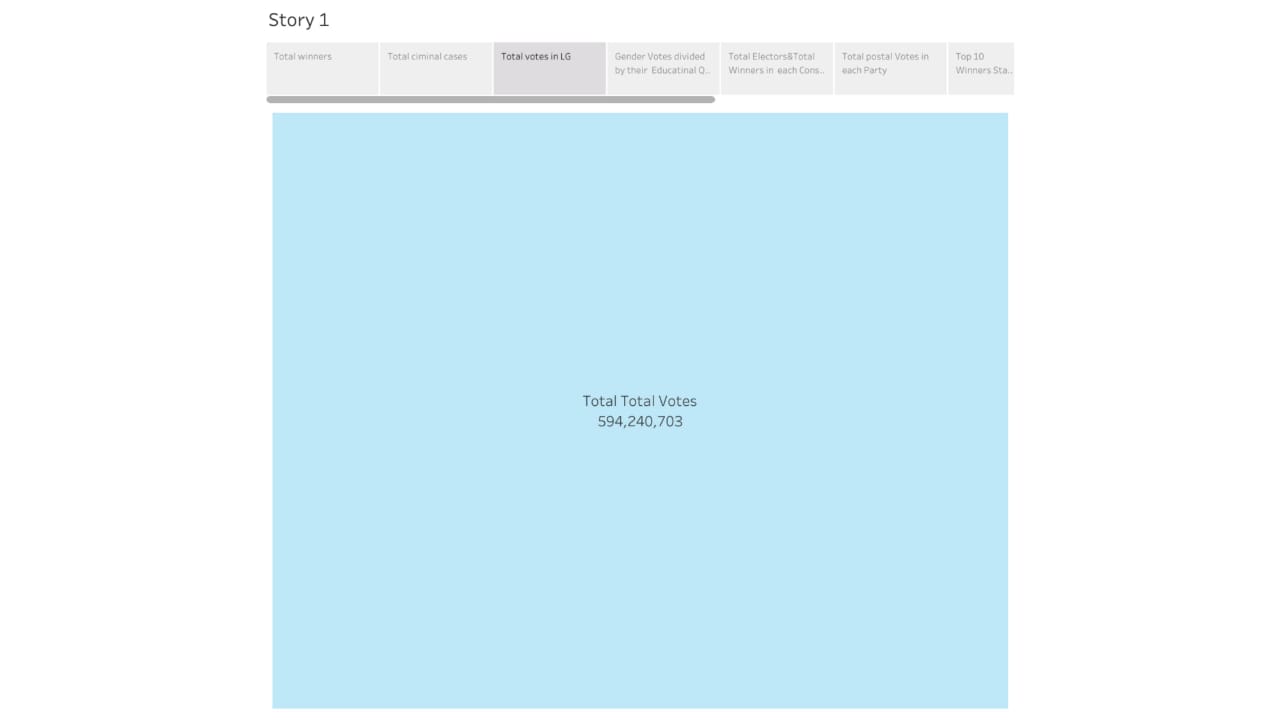 Story 1
Total winners
Total ciminal cases
Total votes in LG
Gender Votes divided
by their Educatinal Q..
Total Electors&Total
Winners in each Cons..
Total postal Votes in
each Party
Top 10
Winners Sta..
Total Total Votes
594,240,703